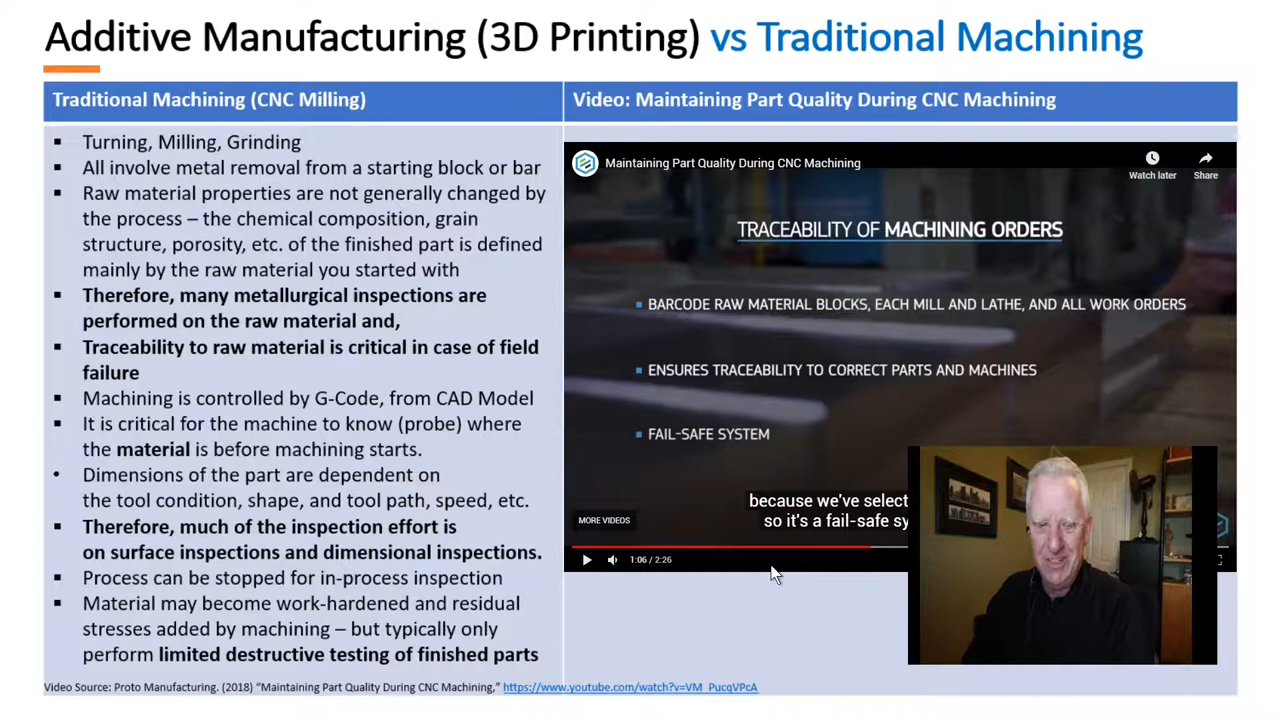 Additive Manufacturing (3D Printing) vs Traditional Machining
Traditional Machining (CNC Milling)
▪ Turning, Milling, Grinding
▪ All involve metal removal from a starting block or bar
▪ Raw material properties are not generally changed by
the process – the chemical composition, grain
structure, porosity, etc. of the finished part is defined
mainly by the raw material you started with
▪ Therefore, many metallurgical inspections are
performed on the raw material and,
▪ Traceability to raw material is critical in case of field
failure
▪ Machining is controlled by G-Code, from CAD Model
▪ It is critical for the machine to know (probe) where
the material is before machining starts.
• Dimensions of the part are dependent on
the tool condition, shape, and tool path, speed, etc.
▪ Therefore, much of the inspection effort is
on surface inspections and dimensional inspections.
▪ Process can be stopped for in-process inspection
▪ Material may become work-hardened and residual
stresses added by machining – but typically only
perform limited destructive testing of finished parts
Video: Maintaining Part Quality During CNC Machining
Maintaining Part Quality During CNC Machining
Watch later
Share
TRACEABILITY OF MACHINING ORDERS
▪ BARCODE RAW MATERIAL BLOCKS, EACH MILL AND LATHE, AND ALL WORK ORDERS
▪ ENSURES TRACEABILITY TO CORRECT PARTS AND MACHINES
▪ FAIL-SAFE SYSTEM
because we've select
so it's a fail-safe sy
MORE VIDEOS
1:06 / 2:26
Video Source: Proto Manufacturing. (2018) “Maintaining Part Quality During CNC Machining,” https://www.youtube.com/watch?v=VM_PucqVPcA